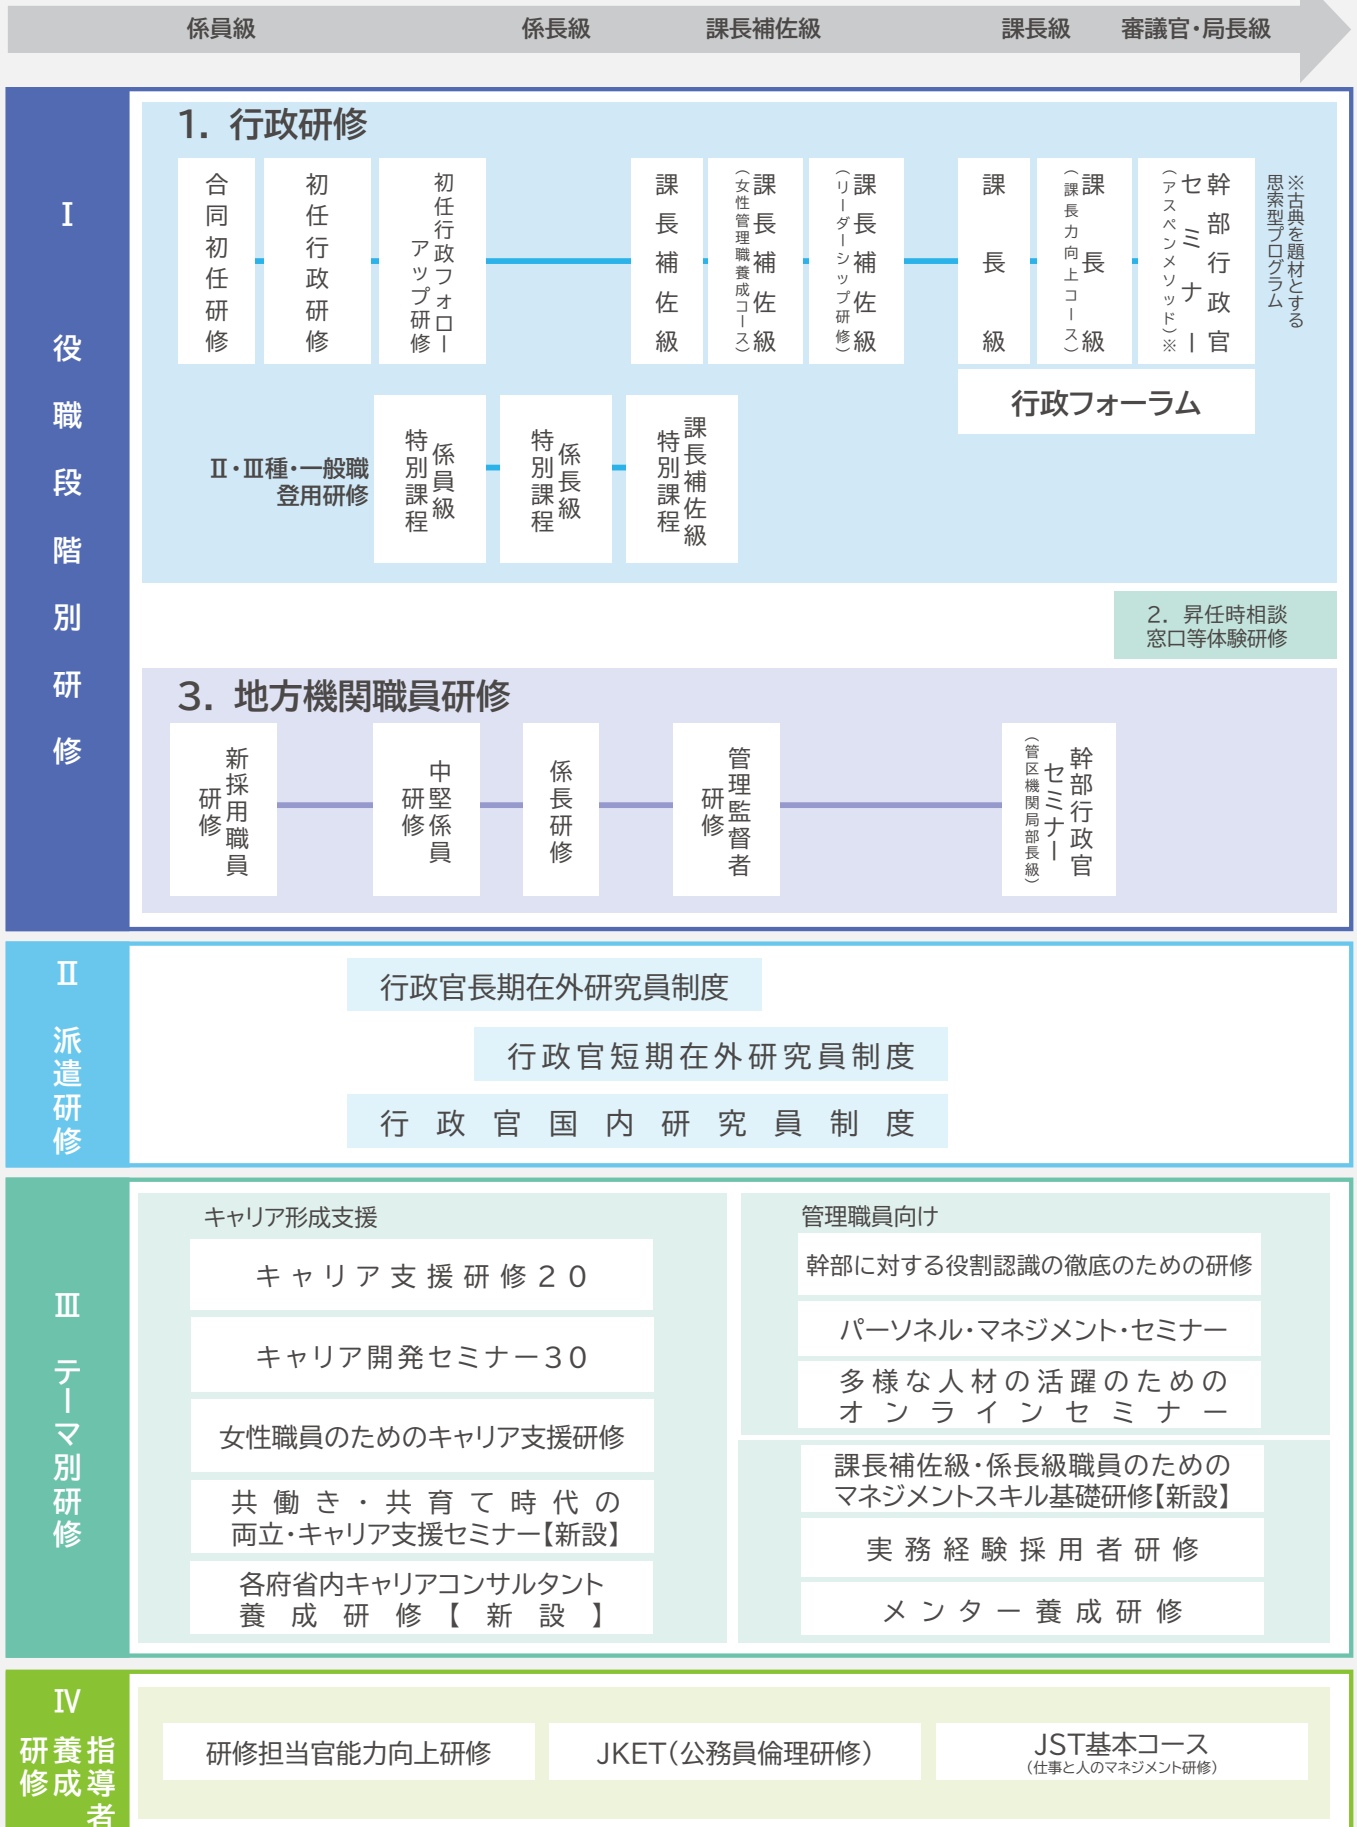 係員級
係長級
課長補佐級
課長級
審議官・局長級
Ⅰ 役職段階別研修
1. 行政研修
合同初任研修
初任行政研修
初任行政フォロー
アップ研修
課長補佐級
課長補佐級
（女性管理職養成コース）
課長補佐級
（リーダーシップ研修）
課長級
課長級
（課長力向上コース）
幹部行政官
セミナー
（アスペンメソッド）※
※古典を題材とする
思索型プログラム
行政フォーラム
Ⅱ・Ⅲ種・一般職
登用研修
係員級
特別課程
係長級
特別課程
課長補佐級
特別課程
2. 昇任時相談
窓口等体験研修
3. 地方機関職員研修
新採用職員
研修
中堅係員
研修
係長研修
管理監督者
研修
幹部行政官
セミナー
（管区機関局部長級）
Ⅱ 派遣研修
行政官長期在外研究員制度
行政官短期在外研究員制度
行政官国内研究員制度
Ⅲ テーマ別研修
キャリア形成支援
キャリア支援研修20
キャリア開発セミナー30
女性職員のためのキャリア支援研修
共働き・共育て時代の
両立・キャリア支援セミナー【新設】
各府省内キャリアコンサルタント
養成研修【新設】
管理職員向け
幹部に対する役割認識の徹底のための研修
パーソネル・マネジメント・セミナー
多様な人材の活躍のための
オンラインセミナー
課長補佐級・係長級職員のための
マネジメントスキル基礎研修【新設】
実務経験採用者研修
メンター養成研修
Ⅳ
指導者
養成
研修
研修担当官能力向上研修
JKET（公務員倫理研修）
JST基本コース
（仕事と人のマネジメント研修）